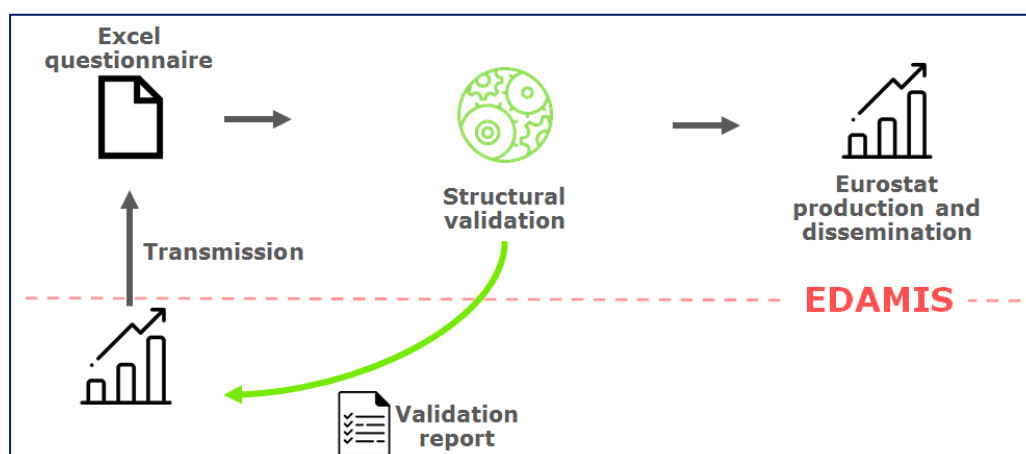 Excel
questionnaire
Structural
validation
Eurostat
production and
dissemination
Transmission
EDAMIS
Validation
report